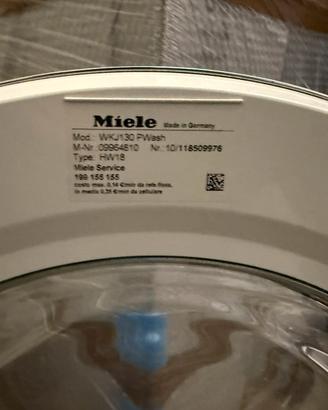 Miele Made in Germany
Mod.: WKJ130 PWash
M-Nr.:09964810 Nr.:10/118509976
Type: HW18
Miele Service
199 155 155
costo max. 0,14 €/min da rete fissa,
in media 0,35 €/min da cellulare